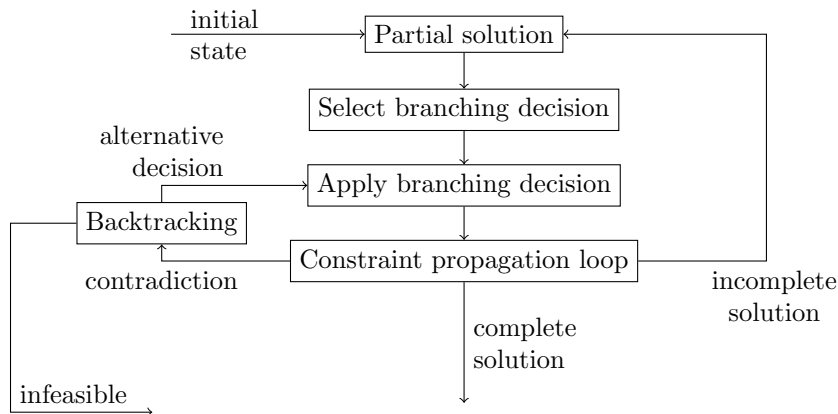 initial
state
Partial solution
Select branching decision
alternative
decision
Apply branching decision
Backtracking
Constraint propagation loop
contradiction
incomplete
solution
complete
solution
infeasible